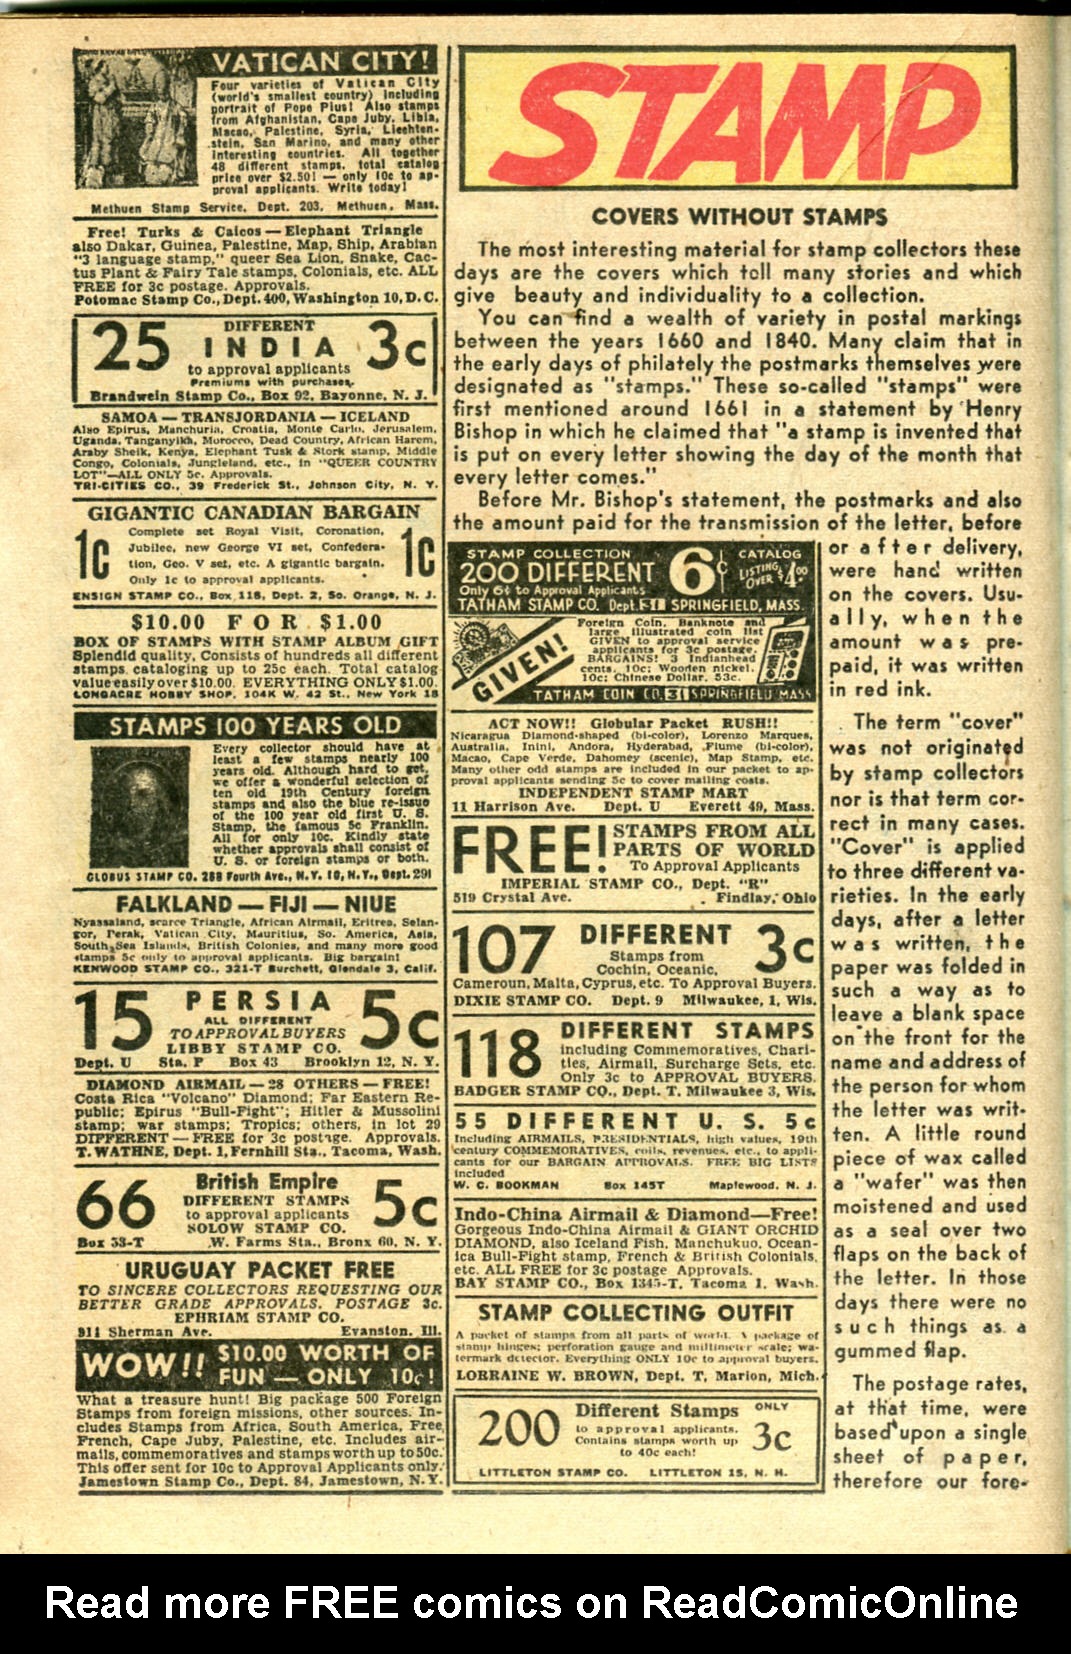 VATICAN CITY!
Four varieties of Vatican City
(world's smallest country) including
portrait of Pope Pius! Also stamps
from Afghanistan, Cape Juby, Libia,
Macao, Palestine, Syria, Liechten-
stein, San Marino, and many other
interesting countries. All together
48 different stamps, total catalog
price over $2.50! — only 10c to ap-
proval applicants. Write today!
Methuen Stamp Service, Dept. 203, Methuen, Mass.
Free! Turks & Caicos — Elephant Triangle
also Dakar, Guinea, Palestine, Map, Ship, Arabian
"3 language stamp," queer Sea Lion, Snake, Cac-
tus Plant & Fairy Tale stamps, Colonials, etc. ALL
FREE for 3c postage. Approvals.
Potomac Stamp Co., Dept. 400, Washington 10, D. C.
25 DIFFERENT INDIA 3c
to approval applicants
Premiums with purchases.
Brandwein Stamp Co., Box 92, Bayonne, N. J.
SAMOA — TRANSJORDANIA — ICELAND
Also Epirus, Manchuria, Croatia, Monte Carlo, Jerusalem,
Uganda, Tanganyikh, Morocco, Dead Country, African Harem,
Araby Sheik, Kenya, Elephant Tusk & Stork stamp, Middle
Congo, Colonials, Jungleland, etc., in "QUEER COUNTRY
LOT"—ALL ONLY 5c. Approvals.
TRI-CITIES CO., 39 Frederick St., Johnson City, N. Y.
GIGANTIC CANADIAN BARGAIN
1c Complete set Royal Visit, Coronation, 1c
Jubilee, new George VI set, Confedera-
tion, Geo. V set, etc. A gigantic bargain.
Only 1c to approval applicants.
ENSIGN STAMP CO., Box 118, Dept. 2, So. Orange, N. J.
$10.00 FOR $1.00
BOX OF STAMPS WITH STAMP ALBUM GIFT
Splendid quality, Consists of hundreds all different
stamps cataloging up to 25c each. Total catalog
value easily over $10.00. EVERYTHING ONLY $1.00.
LONGACRE HOBBY SHOP, 104K W. 42 St., New York 18
STAMPS 100 YEARS OLD
Every collector should have at
least a few stamps nearly 100
years old. Although hard to get,
we offer a wonderful selection of
ten old 19th Century foreign
stamps and also the blue re-issue
of the 100 year old first U. S.
Stamp, the famous 5c Franklin.
All for only 10c. Kindly state
whether approvals shall consist of
U. S. or foreign stamps or both.
GLOBUS STAMP CO. 268 Fourth Ave., N.Y. 10, N.Y., Dept. 291
FALKLAND — FIJI — NIUE
Nyassaland, scarce Triangle, African Airmail, Eritrea, Selan-
gor, Perak, Vatican City, Mauritius, So. America, Asia,
South Sea Islands, British Colonies, and many more good
stamps 5c only to approval applicants. Big bargain!
KENWOOD STAMP CO., 321-T Burchett, Glendale 3, Calif.
15 PERSIA 5c
ALL DIFFERENT
TO APPROVAL BUYERS
LIBBY STAMP CO.
Dept. U Sta. P Box 43 Brooklyn 12, N. Y.
DIAMOND AIRMAIL — 28 OTHERS — FREE!
Costa Rica "Volcano" Diamond; Far Eastern Re-
public; Epirus "Bull-Fight"; Hitler & Mussolini
stamp; war stamps; Tropics; others, in lot 29
DIFFERENT — FREE for 3c postage. Approvals.
T. WATHNE, Dept. 1, Fernhill Sta., Tacoma, Wash.
66 British Empire 5c
DIFFERENT STAMPS
to approval applicants
SOLOW STAMP CO.
Box 33-T W. Farms Sta., Bronx 60, N. Y.
URUGUAY PACKET FREE
TO SINCERE COLLECTORS REQUESTING OUR
BETTER GRADE APPROVALS. POSTAGE 3c.
EPHRIAM STAMP CO.
911 Sherman Ave. Evanston, Ill.
WOW!! $10.00 WORTH OF
FUN — ONLY 10c!
What a treasure hunt! Big package 500 Foreign
Stamps from foreign missions, other sources. In-
cludes Stamps from Africa, South America, Free
French, Cape Juby, Palestine, etc. Includes air-
mails, commemoratives and stamps worth up to 50c.
This offer sent for 10c to Approval Applicants only.
Jamestown Stamp Co., Dept. 84, Jamestown, N. Y.
STAMP
COVERS WITHOUT STAMPS
The most interesting material for stamp collectors these
days are the covers which tell many stories and which
give beauty and individuality to a collection.
You can find a wealth of variety in postal markings
between the years 1660 and 1840. Many claim that in
the early days of philately the postmarks themselves were
designated as "stamps." These so-called "stamps" were
first mentioned around 1661 in a statement by Henry
Bishop in which he claimed that "a stamp is invented that
is put on every letter showing the day of the month that
every letter comes."
Before Mr. Bishop's statement, the postmarks and also
the amount paid for the transmission of the letter, before
or after delivery,
were hand written
on the covers. Usu-
ally, when the
amount was pre-
paid, it was written
in red ink.
The term "cover"
was not originated
by stamp collectors
nor is that term cor-
rect in many cases.
"Cover" is applied
to three different va-
rieties. In the early
days, after a letter
was written, the
paper was folded in
such a way as to
leave a blank space
on the front for the
name and address of
the person for whom
the letter was writ-
ten. A little round
piece of wax called
a "wafer" was then
moistened and used
as a seal over two
flaps on the back of
the letter. In those
days there were no
such things as a
gummed flap.
The postage rates,
at that time, were
based upon a single
sheet of paper,
therefore our fore-
STAMP COLLECTION 6c CATALOG
200 DIFFERENT LISTING OVER $4.00
Only 6¢ to Approval Applicants
TATHAM STAMP CO. Dept. S-31 SPRINGFIELD, MASS.
GIVEN!
Foreign Coin, Banknote and
large illustrated coin list
GIVEN to approval service
applicants for 3c postage.
BARGAINS! 3 Indianhead
cents, 10c; Wooden nickel,
10c; Chinese Dollar, 53c.
TATHAM COIN CO. 31 SPRINGFIELD MASS
ACT NOW!! Globular Packet RUSH!!
Nicaragua Diamond-shaped (bi-color), Lorenzo Marques,
Australia, Inini, Andora, Hyderabad, Fiume (bi-color),
Macao, Cape Verde, Dahomey (scenic), Map Stamp, etc.
Many other odd stamps are included in our packet to ap-
proval applicants sending 5c to cover mailing costs.
INDEPENDENT STAMP MART
11 Harrison Ave. Dept. U Everett 49, Mass.
FREE! STAMPS FROM ALL
PARTS OF WORLD
To Approval Applicants
IMPERIAL STAMP CO., Dept. "R"
519 Crystal Ave. Findlay, Ohio
107 DIFFERENT 3c
Stamps from
Cochin, Oceanic,
Cameroun, Malta, Cyprus, etc. To Approval Buyers.
DIXIE STAMP CO. Dept. 9 Milwaukee, 1, Wis.
118 DIFFERENT STAMPS
including Commemoratives, Chari-
ties, Airmail, Surcharge Sets, etc.
Only 3c to APPROVAL BUYERS.
BADGER STAMP CO., Dept. T. Milwaukee 3, Wis.
55 DIFFERENT U. S. 5c
Including AIRMAILS, PRESIDENTIALS, high values, 19th
century COMMEMORATIVES, coils, revenues, etc., to appli-
cants for our BARGAIN APPROVALS. FREE BIG LISTS
included
W. C. BOOKMAN Box 145T Maplewood, N. J.
Indo-China Airmail & Diamond—Free!
Gorgeous Indo-China Airmail & GIANT ORCHID
DIAMOND, also Iceland Fish, Manchukuo, Ocean-
ica Bull-Fight stamp, French & British Colonials,
etc. ALL FREE for 3c postage Approvals.
BAY STAMP CO., Box 1345-T, Tacoma 1, Wash.
STAMP COLLECTING OUTFIT
A packet of stamps from all parts of world. A package of
stamp hinges; perforation gauge and millimeter scale; wa-
termark detector. Everything ONLY 10c to approval buyers.
LORRAINE W. BROWN, Dept. T, Marion, Mich.
200 Different Stamps ONLY 3c
to approval applicants.
Contains stamps worth up
to 40c each!
LITTLETON STAMP CO. LITTLETON 15, N. H.
Read more FREE comics on ReadComicOnline